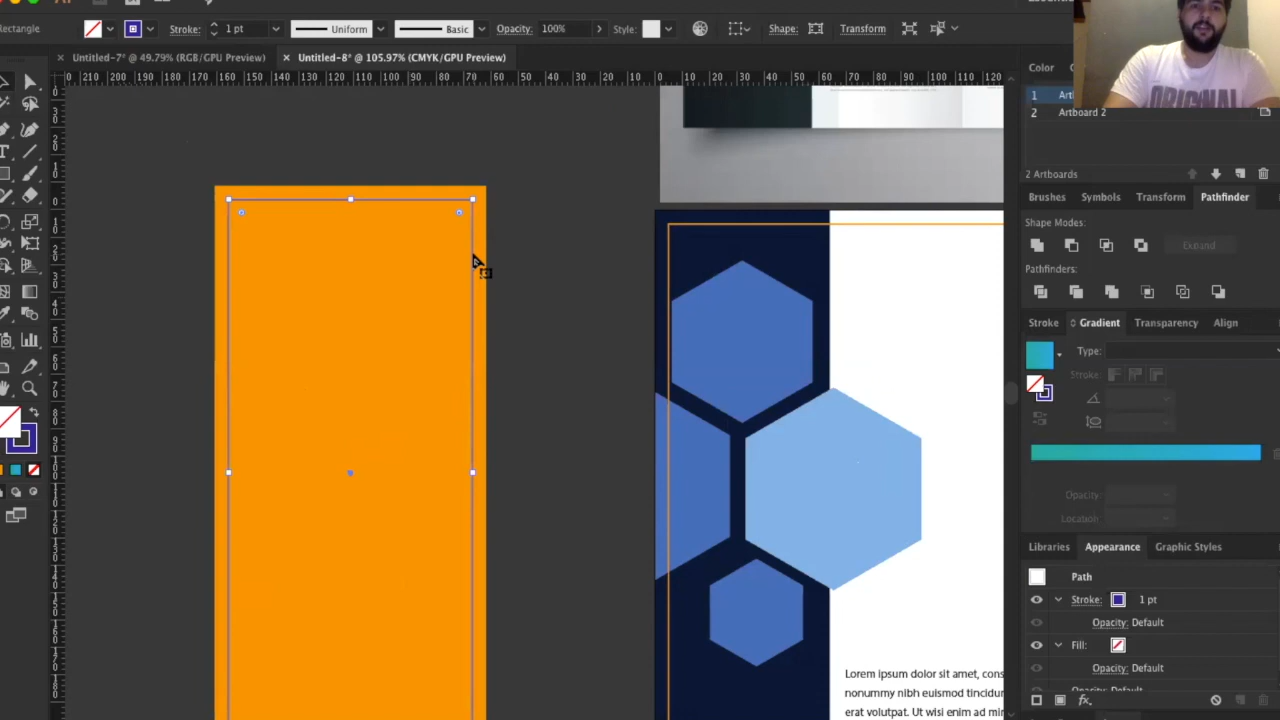 Rectangle Stroke: 1 pt Uniform Basic Opacity: 100% Style: Shape: Transform
× Untitled-7* @ 49.79% (RGB/GPU Preview) × Untitled-8* @ 105.97% (CMYK/GPU Preview)
210 200 190 180 170 160 150 140 130 120 110 100 90 80 70 60 50 40 30 20 10 0 10 20 30 40 50 60 70 80 90 100 110 120
Color
1
2 Artboard 2
2 Artboards
Brushes Symbols Transform Pathfinder
Shape Modes:
Expand
Pathfinders:
Stroke Gradient Transparency Align
Type:
Stroke:
Opacity:
Location:
Libraries Appearance Graphic Styles
Path
Stroke: 1 pt
Opacity: Default
Fill:
Opacity: Default
ORIGINAL
Lorem ipsum dolor sit amet, cons
nonummy nibh euismod tincidun
erat volutpat. Ut wisi enim ad mi